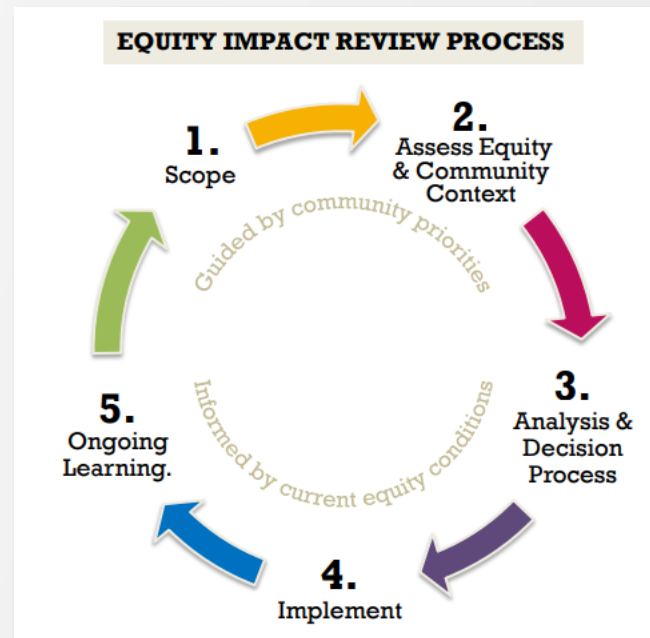 EQUITY IMPACT REVIEW PROCESS
1.
Scope
2.
Assess Equity
& Community
Context
Guided by community priorities
3.
Analysis &
Decision
Process
4.
Implement
5.
Ongoing
Learning.
Informed by current equity conditions